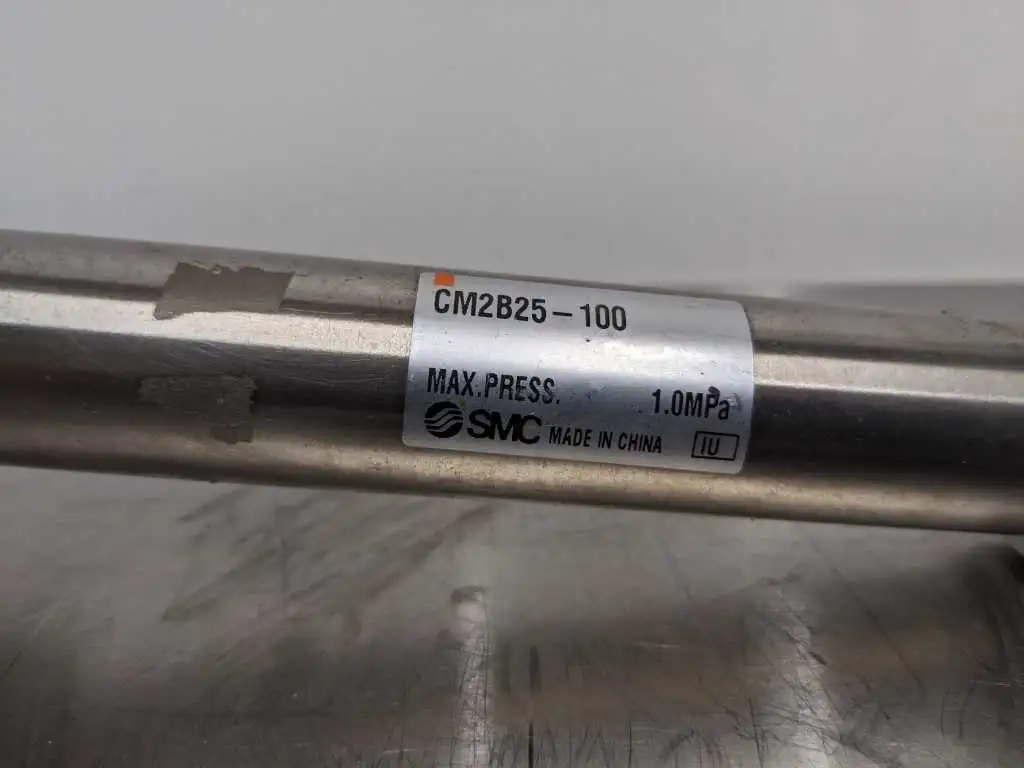 CM2B25-100
MAX.PRESS. 1.0MPa
SMC MADE IN CHINA IU